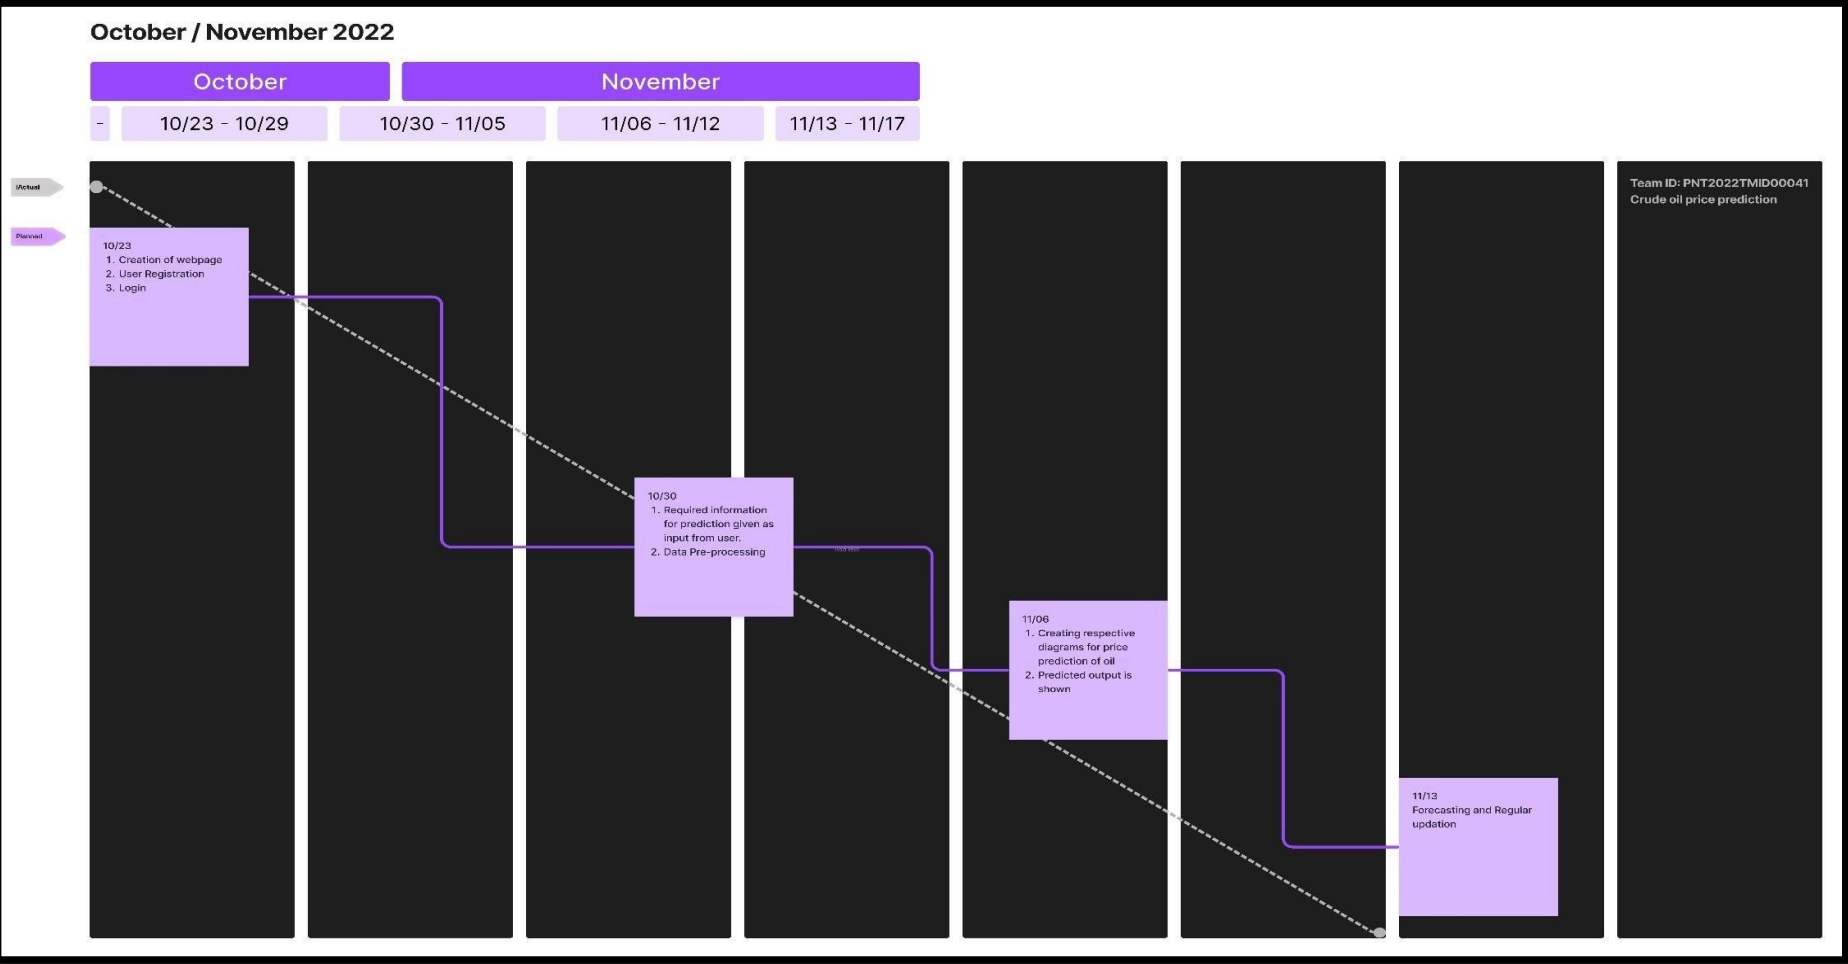 October / November 2022
October
November
-
10/23 - 10/29
10/30 - 11/05
11/06 - 11/12
11/13 - 11/17
iActual
Planned
Team ID: PNT2022TMID00041
Crude oil price prediction
10/23
1. Creation of webpage
2. User Registration
3. Login
10/30
1. Required information
for prediction given as
input from user.
2. Data Pre-processing
11/06
1. Creating respective
diagrams for price
prediction of oil
2. Predicted output is
shown
11/13
Forecasting and Regular
updation